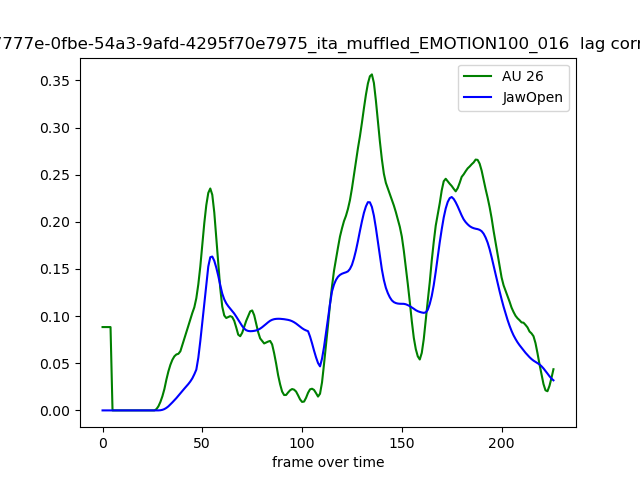 7777e-0fbe-54a3-9afd-4295f70e7975_ita_muffled_EMOTION100_016 lag corr
AU 26
JawOpen
0.35
0.30
0.25
0.20
0.15
0.10
0.05
0.00
0 50 100 150 200
frame over time